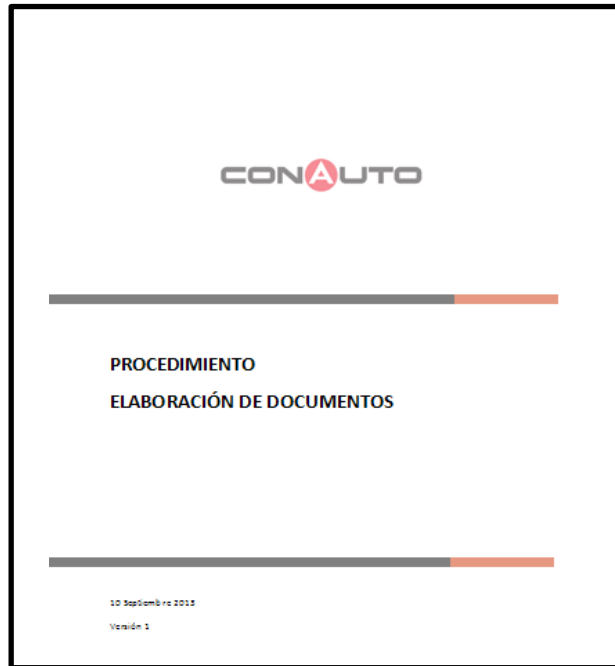 CONAUTO
PROCEDIMIENTO
ELABORACIÓN DE DOCUMENTOS
10 Septiembre 2013
Versión 1